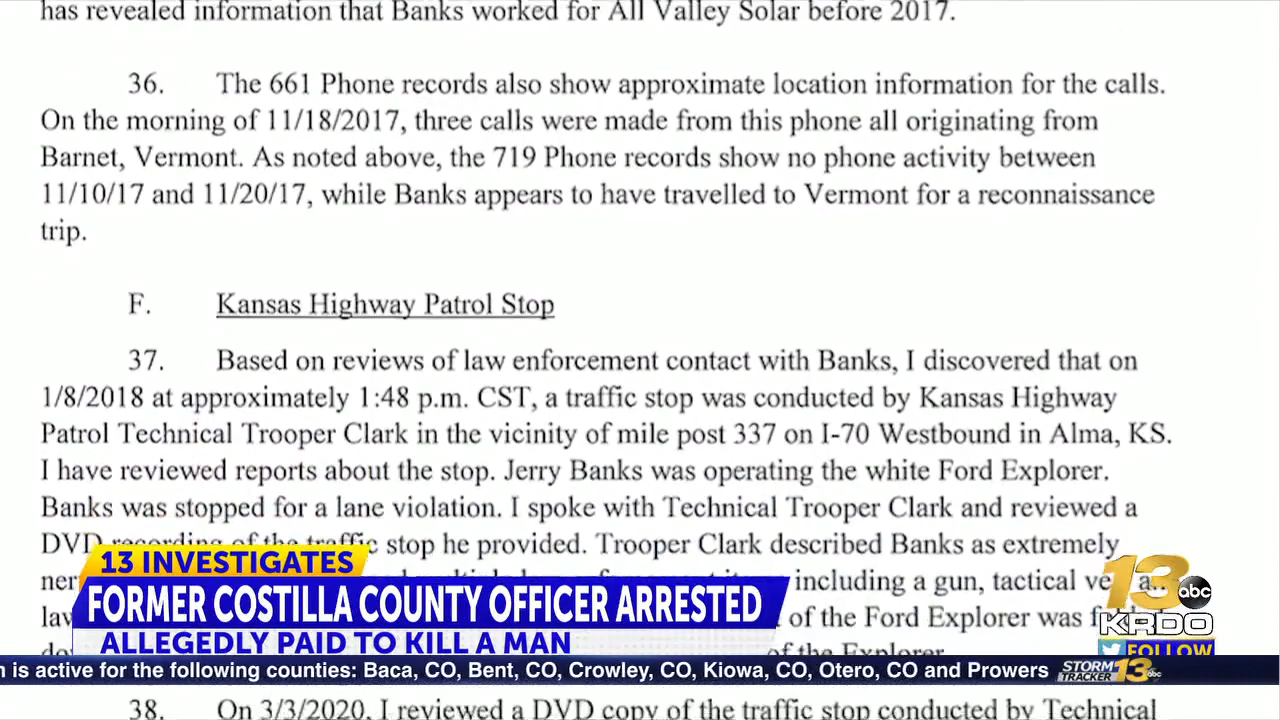 has revealed information that Banks worked for All Valley Solar before 2017.
36. The 661 Phone records also show approximate location information for the calls.
On the morning of 11/18/2017, three calls were made from this phone all originating from
Barnet, Vermont. As noted above, the 719 Phone records show no phone activity between
11/10/17 and 11/20/17, while Banks appears to have travelled to Vermont for a reconnaissance
trip.
F. Kansas Highway Patrol Stop
37. Based on reviews of law enforcement contact with Banks, I discovered that on
1/8/2018 at approximately 1:48 p.m. CST, a traffic stop was conducted by Kansas Highway
Patrol Technical Trooper Clark in the vicinity of mile post 337 on I-70 Westbound in Alma, KS.
I have reviewed reports about the stop. Jerry Banks was operating the white Ford Explorer.
Banks was stopped for a lane violation. I spoke with Technical Trooper Clark and reviewed a
DVD recording of the traffic stop he provided. Trooper Clark described Banks as extremely
including a gun, tactical
of the Ford Explorer was
of the Explorer
38. On 3/3/2020, I reviewed a DVD copy of the traffic stop conducted by Technical
13 INVESTIGATES
FORMER COSTILLA COUNTY OFFICER ARRESTED
ALLEGEDLY PAID TO KILL A MAN
13 abc
KRDO
FOLLOW
is active for the following counties: Baca, CO, Bent, CO, Crowley, CO, Kiowa, CO, Otero, CO and Prowers
STORM TRACKER 13 abc